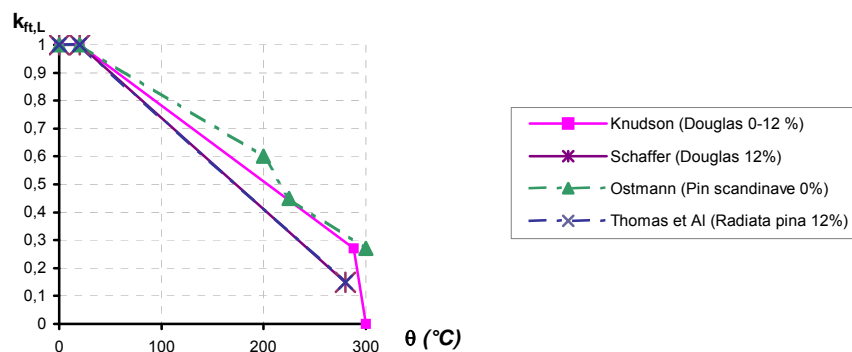 k_ft,L
1
0,9
0,8
0,7
0,6
0,5
0,4
0,3
0,2
0,1
0
0 100 200 300
θ (°C)
Knudson (Douglas 0-12 %)
Schaffer (Douglas 12%)
Ostmann (Pin scandinave 0%)
Thomas et Al (Radiata pina 12%)